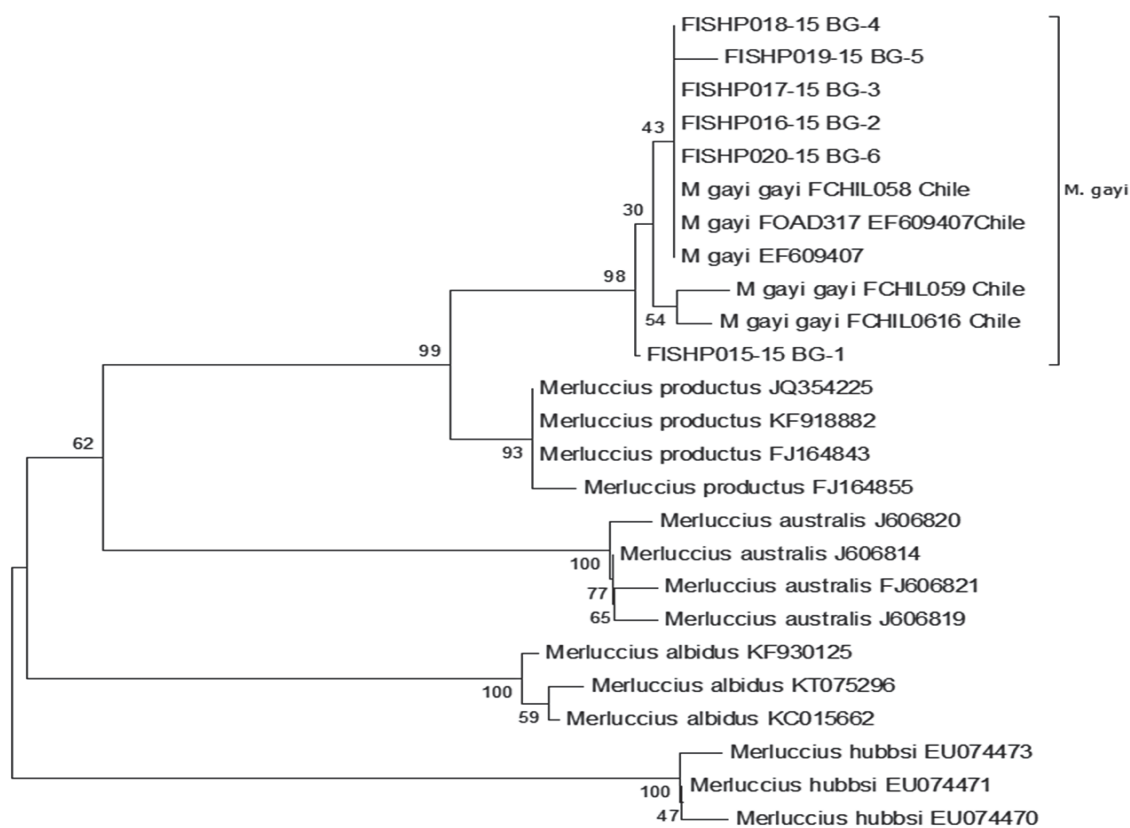 FISHP018-15 BG-4
FISHP019-15 BG-5
FISHP017-15 BG-3
43
FISHP016-15 BG-2
FISHP020-15 BG-6
M gayi gayi FCHIL058 Chile
M. gayi
30
M gayi FOAD317 EF609407Chile
M gayi EF609407
98
M gayi gayi FCHIL059 Chile
54
M gayi gayi FCHIL0616 Chile
99
FISHP015-15 BG-1
Merluccius productus JQ354225
Merluccius productus KF918882
62
93
Merluccius productus FJ164843
Merluccius productus FJ164855
Merluccius australis J606820
100
Merluccius australis J606814
77
Merluccius australis FJ606821
65
Merluccius australis J606819
Merluccius albidus KF930125
100
Merluccius albidus KT075296
59
Merluccius albidus KC015662
Merluccius hubbsi EU074473
100
Merluccius hubbsi EU074471
47
Merluccius hubbsi EU074470